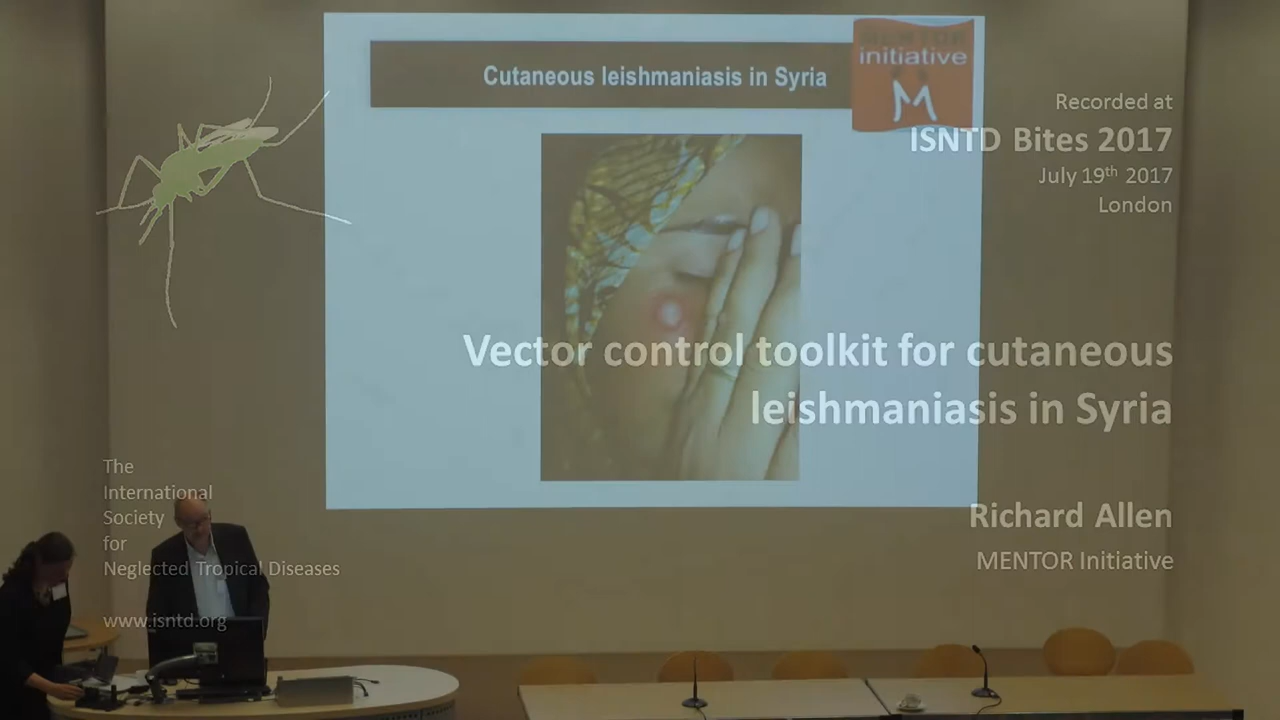 Cutaneous leishmaniasis in Syria
MENTOR
initiative
Recorded at
ISNTD Bites 2017
July 19th 2017
London
Vector control toolkit for cutaneous
leishmaniasis in Syria
Richard Allen
MENTOR Initiative
The
International
Society
for
Neglected Tropical Diseases
www.isntd.org